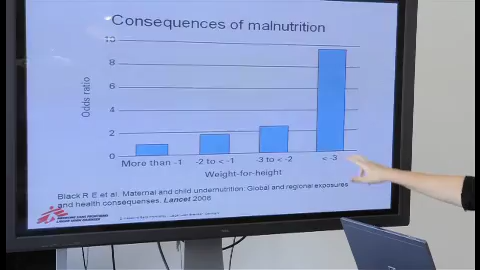 Consequences of malnutrition
10
8
6
4
2
0
Odds ratio
More than -1 -2 to < -1 -3 to < -2 < -3
Weight-for-height
Black R E et al. Maternal and child undernutrition: Global and regional exposures
and health consequenses. Lancet 2008